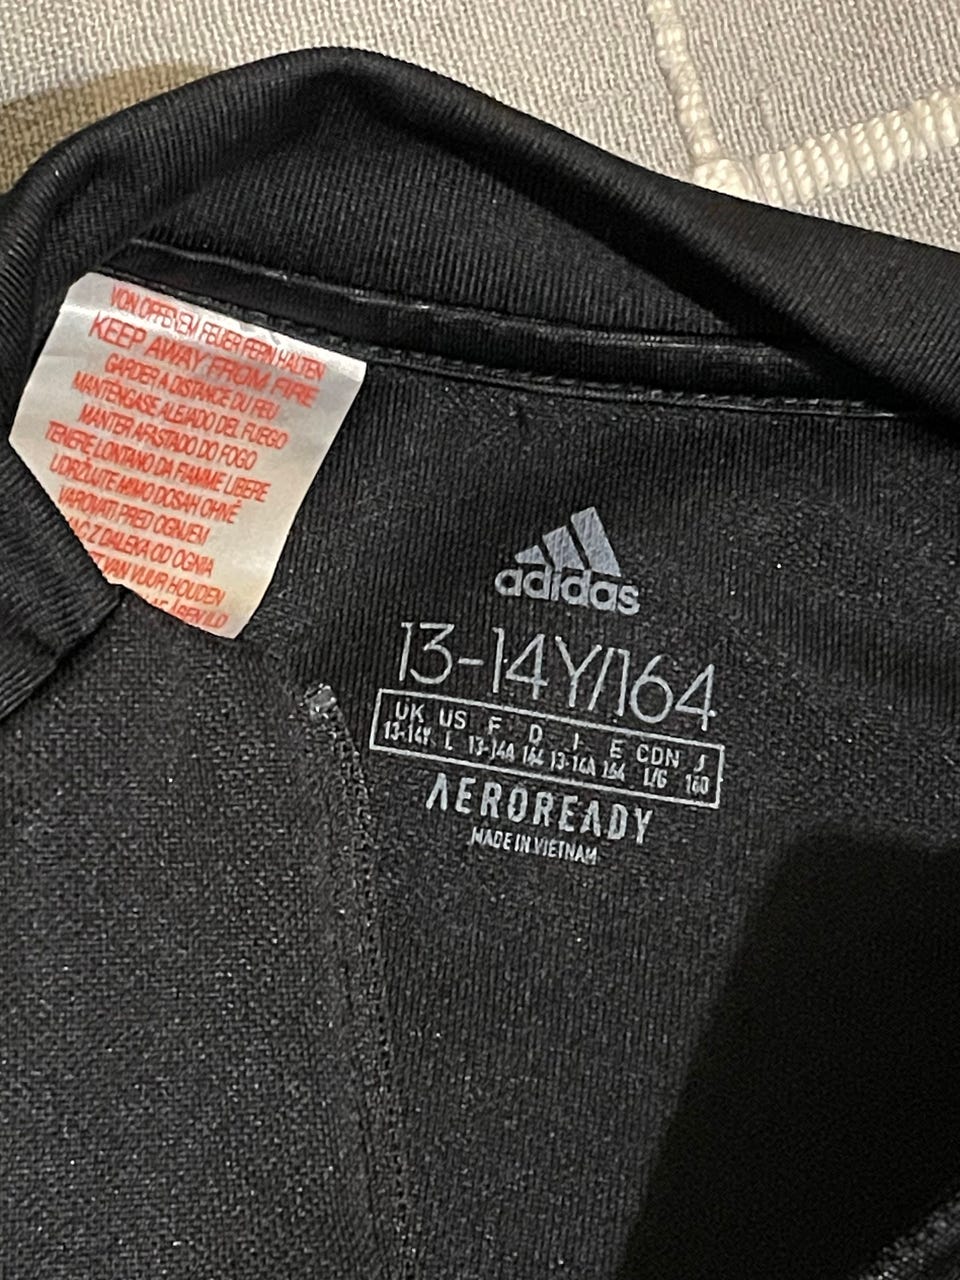 VON OFFENEM FEUER FERN HALTEN
KEEP AWAY FROM FIRE
GARDER A DISTANCE DU FEU
MANTÉNGASE ALEJADO DEL FUEGO
MANTER AFASTADO DO FOGO
TENERE LONTANO DA FIAMME LIBERE
UDRŽUJTE MIMO DOSAH OHNĚ
VAROVATI PRED OGNJEM
Z DALEKA OD OGNIA
VAN VUUR HOUDEN
ÅBEN ILD
adidas
13-14Y/164
UK US F D I E CDN J
13-14Y L 13-14A 164 13-14A 164 L/G 160
AEROREADY
MADE IN VIETNAM